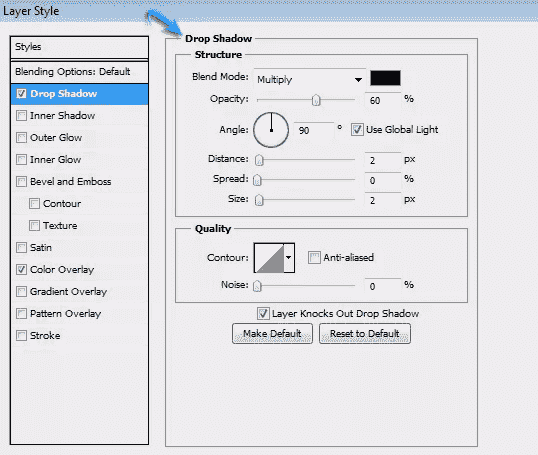 Layer Style
Styles
Blending Options: Default
Drop Shadow
Inner Shadow
Outer Glow
Inner Glow
Bevel and Emboss
Contour
Texture
Satin
Color Overlay
Gradient Overlay
Pattern Overlay
Stroke
Drop Shadow
Structure
Blend Mode: Multiply
Opacity: 60 %
Angle: 90 ° Use Global Light
Distance: 2 px
Spread: 0 %
Size: 2 px
Quality
Contour: Anti-aliased
Noise: 0 %
Layer Knocks Out Drop Shadow
Make Default Reset to Default